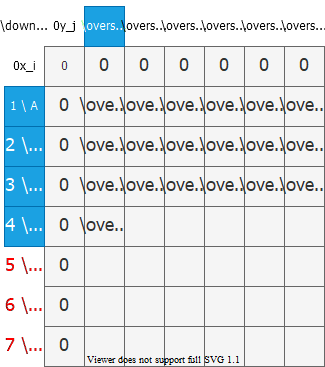 \down... 0y_j \overs... \overs... \overs... \overs... \overs... \overs...
0x_i 0 0 0 0 0 0 0
1 \ A 0 \ove... \ove... \ove... \ove... \ove... \ove...
2 \... 0 \ove... \ove... \ove... \ove... \ove... \ove...
3 \... 0 \ove... \ove... \ove... \ove... \ove... \ove...
4 \... 0 \ove...
5 \... 0
6 \... 0
7 \... 0
Viewer does not support full SVG 1.1